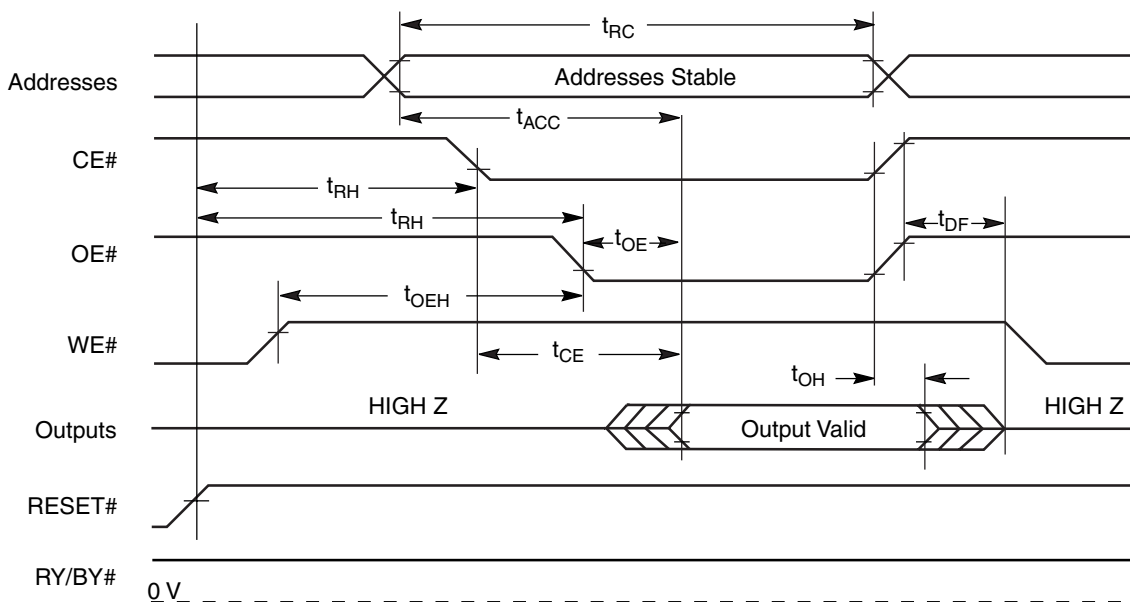 tRC
Addresses
Addresses Stable
tACC
CE#
tRH
tRH
tDF
OE#
tOE
tOEH
WE#
tCE
tOH
HIGH Z
HIGH Z
Outputs
Output Valid
RESET#
RY/BY#
0 V